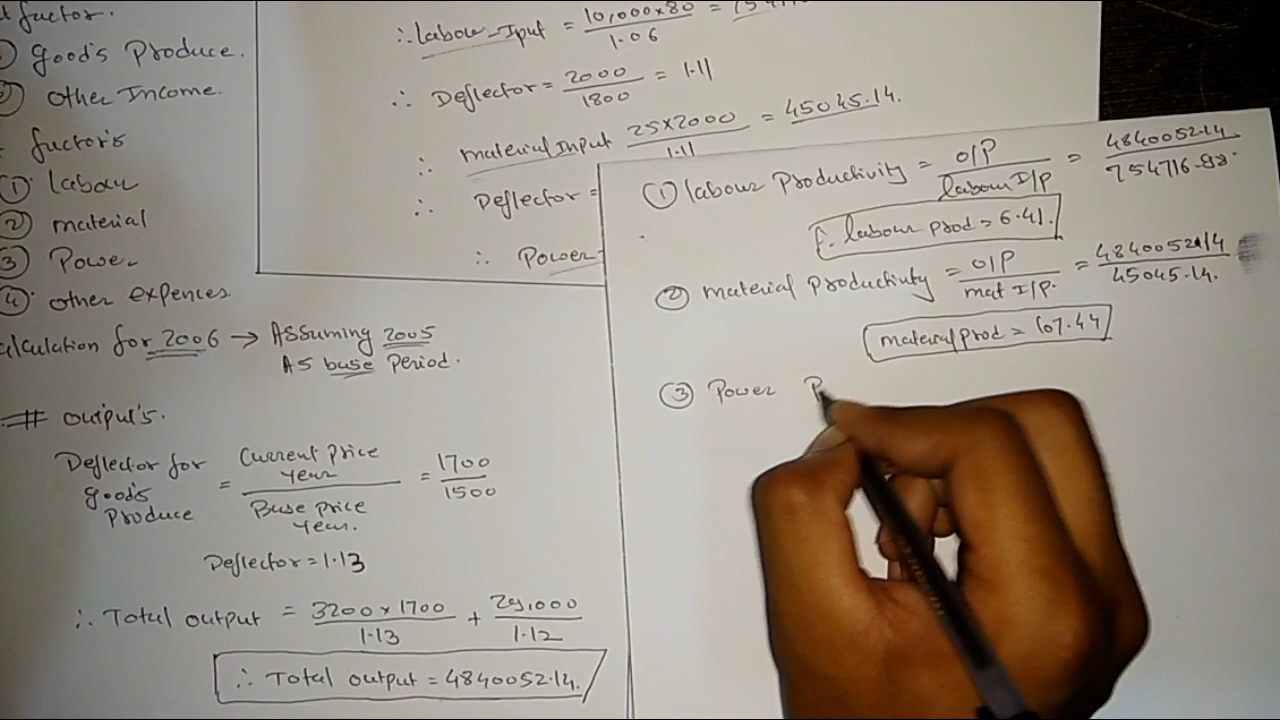 factor.
① Good's Produce.
② Other Income.
factor's
① labour
② material
③ Power
④ other expences.
Calculation for 2006 → Assuming 2005
As base Period.
# output's.
Deflector for goods Produce = Current Price year / Base price year. = 1700 / 1500
Deflector = 1.13
∴ Total output = 3200 x 1700 / 1.13 + 29,000 / 1.12
∴ Total output = 4840052.14.
∴ labour Iput = 10,000 x 80 / 1.06 =
∴ Deflector = 2000 / 1800 = 1.11
∴ material Input 25 x 2000 / 1.11 = 45045.14.
∴ Deflector =
∴ Power
① labour Productivity = O/P / labour I/P = 4840052.14 / 754716.98
labour prod = 6.41.
② material productivity = O/P / mat I/P. = 4840052.14 / 45045.14.
material prod = 107.44
③ Power P